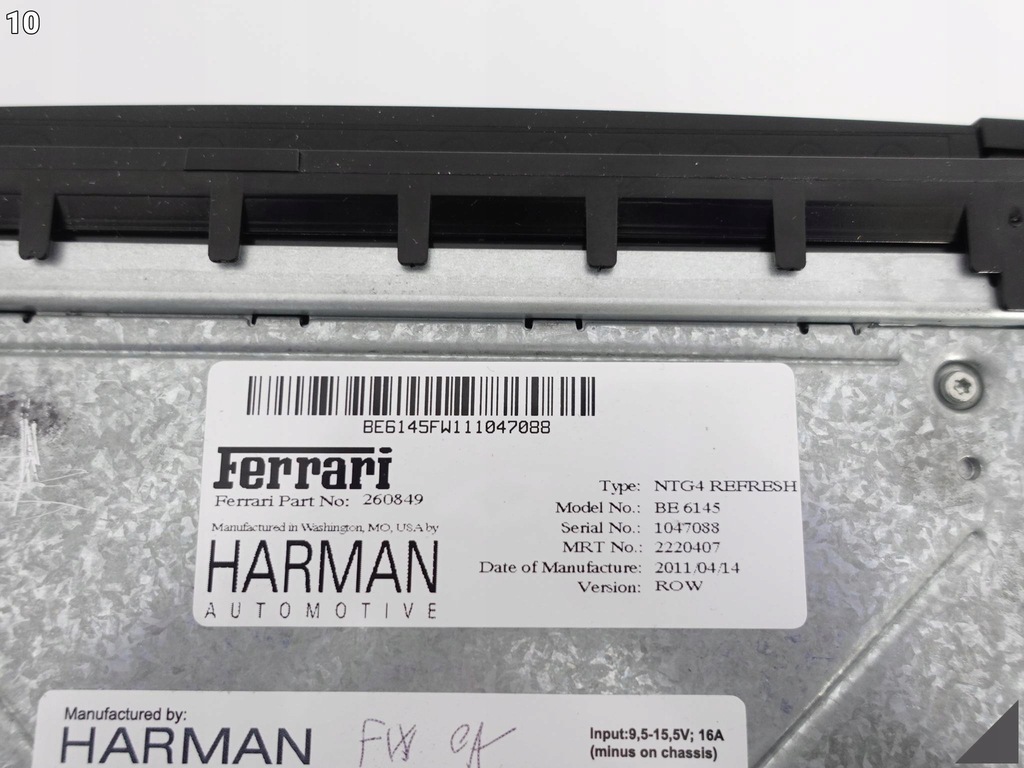 10
BE6145FW111047088
Ferrari
Ferrari Part No: 260849
Manufactured in Washington, MO, USA by
HARMAN
AUTOMOTIVE
Type: NTG4 REFRESH
Model No.: BE 6145
Serial No.: 1047088
MRT No.: 2220407
Date of Manufacture: 2011/04/14
Version: ROW
Manufactured by:
HARMAN
Input:9,5-15,5V; 16A
(minus on chassis)